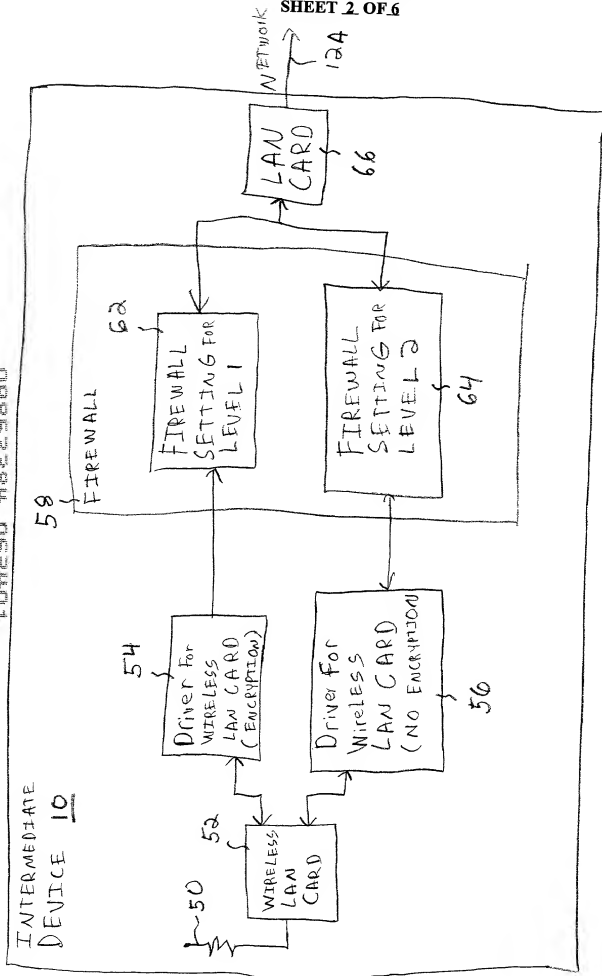 SHEET 2 OF 6
INTERMEDIATE
DEVICE 10
50
52
WIRELESS
LAN
CARD
54
Driver For
WIRELESS
LAN CARD
(ENCRYPTION)
Driver For
Wireless
LAN CARD
(NO ENCRYPTION)
56
58
FIREWALL
62
FIREWALL
SETTING FOR
LEVEL 1
FIREWALL
SETTING FOR
LEVEL 2
64
LAN
CARD
66
NETWORK
12A